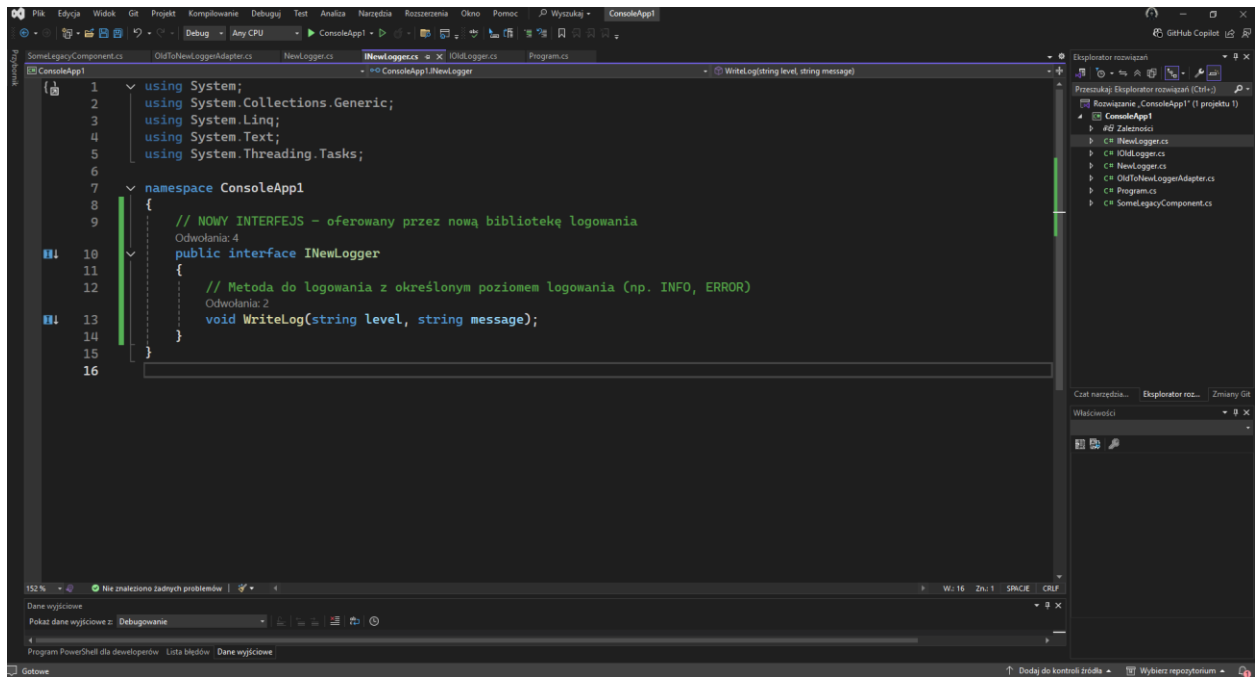 Plik Edycja Widok Git Projekt Kompilowanie Debuguj Test Analiza Narzędzia Rozszerzenia Okno Pomoc Wyszukaj ConsoleApp1
Debug Any CPU ConsoleApp1 GitHub Copilot
Przybornik
SomeLegacyComponent.cs OldToNewLoggerAdapter.cs NewLogger.cs INewLogger.cs IOldLogger.cs Program.cs
ConsoleApp1 ConsoleApp1.INewLogger WriteLog(string level, string message)
1 using System;
2 using System.Collections.Generic;
3 using System.Linq;
4 using System.Text;
5 using System.Threading.Tasks;
6
7 namespace ConsoleApp1
8 {
9 // NOWY INTERFEJS – oferowany przez nową bibliotekę logowania
Odwołania: 4
10 public interface INewLogger
11 {
12 // Metoda do logowania z określonym poziomem logowania (np. INFO, ERROR)
Odwołania: 2
13 void WriteLog(string level, string message);
14 }
15 }
16
152 % Nie znaleziono żadnych problemów W.: 16 Zn.: 1 SPACJE CRLF
Dane wyjściowe
Pokaż dane wyjściowe z: Debugowanie
Program PowerShell dla deweloperów Lista błędów Dane wyjściowe
Eksplorator rozwiązań
Przeszukaj: Eksplorator rozwiązań (Ctrl+;)
Rozwiązanie „ConsoleApp1" (1 projektu 1)
ConsoleApp1
Zależności
C# INewLogger.cs
C# IOldLogger.cs
C# NewLogger.cs
C# OldToNewLoggerAdapter.cs
C# Program.cs
C# SomeLegacyComponent.cs
Czat narzędzia... Eksplorator roz... Zmiany Git
Właściwości
Gotowe Dodaj do kontroli źródła Wybierz repozytorium